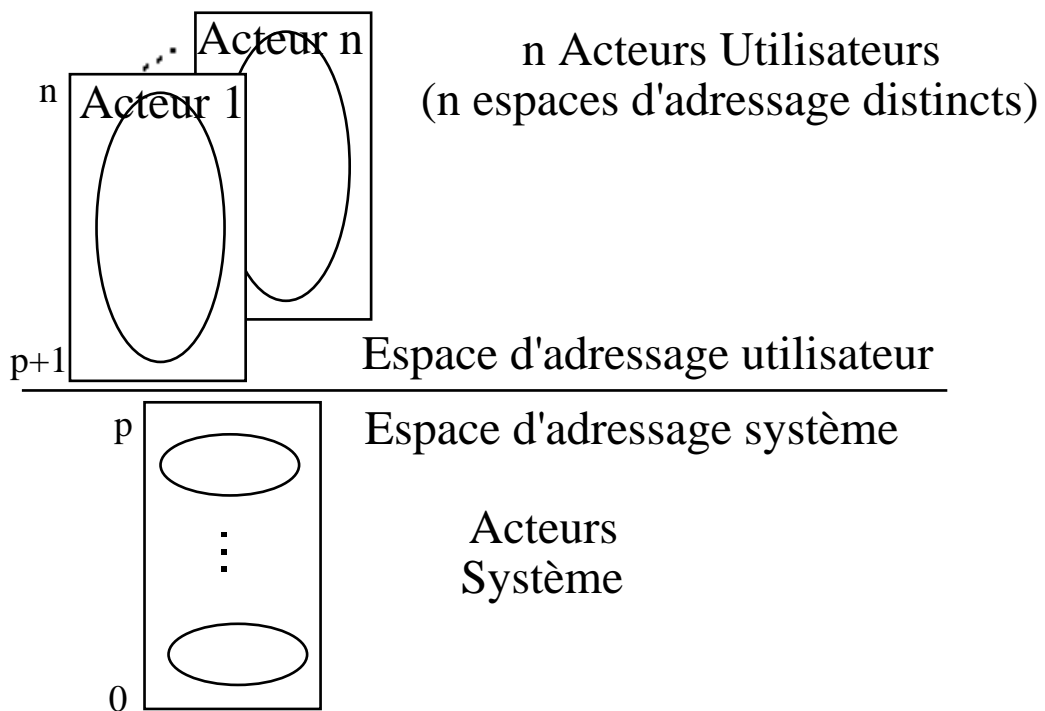 Acteur n
n Acteurs Utilisateurs
(n espaces d'adressage distincts)
n
Acteur 1
p+1
Espace d'adressage utilisateur
p
Espace d'adressage système
Acteurs
Système
0